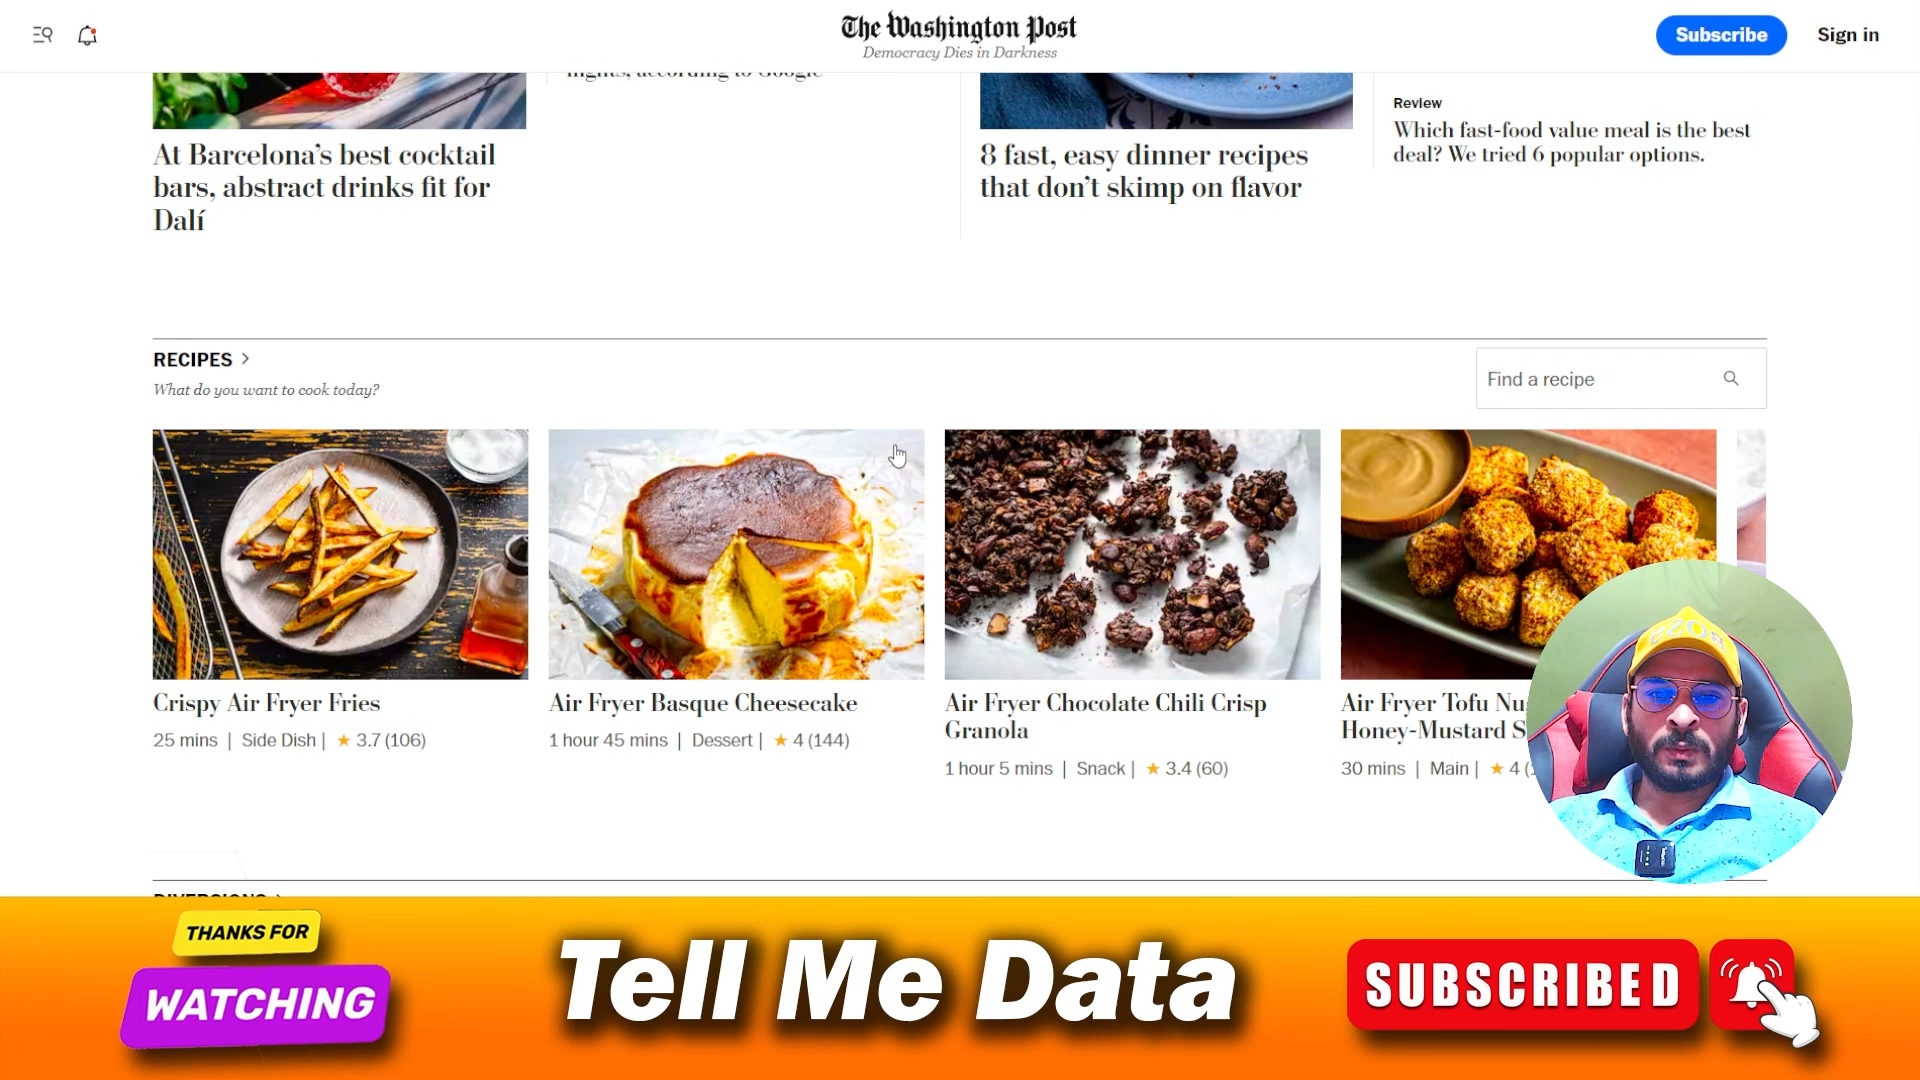 The Washington Post
Democracy Dies in Darkness
Subscribe
Sign in
nights, according to Google
At Barcelona’s best cocktail
bars, abstract drinks fit for
Dalí
8 fast, easy dinner recipes
that don’t skimp on flavor
Review
Which fast-food value meal is the best
deal? We tried 6 popular options.
RECIPES >
What do you want to cook today?
Find a recipe
Crispy Air Fryer Fries
25 mins | Side Dish | ★ 3.7 (106)
Air Fryer Basque Cheesecake
1 hour 45 mins | Dessert | ★ 4 (144)
Air Fryer Chocolate Chili Crisp
Granola
1 hour 5 mins | Snack | ★ 3.4 (60)
Air Fryer Tofu
Honey-Mustard
30 mins | Main | ★ 4
THANKS FOR
WATCHING
Tell Me Data
SUBSCRIBED